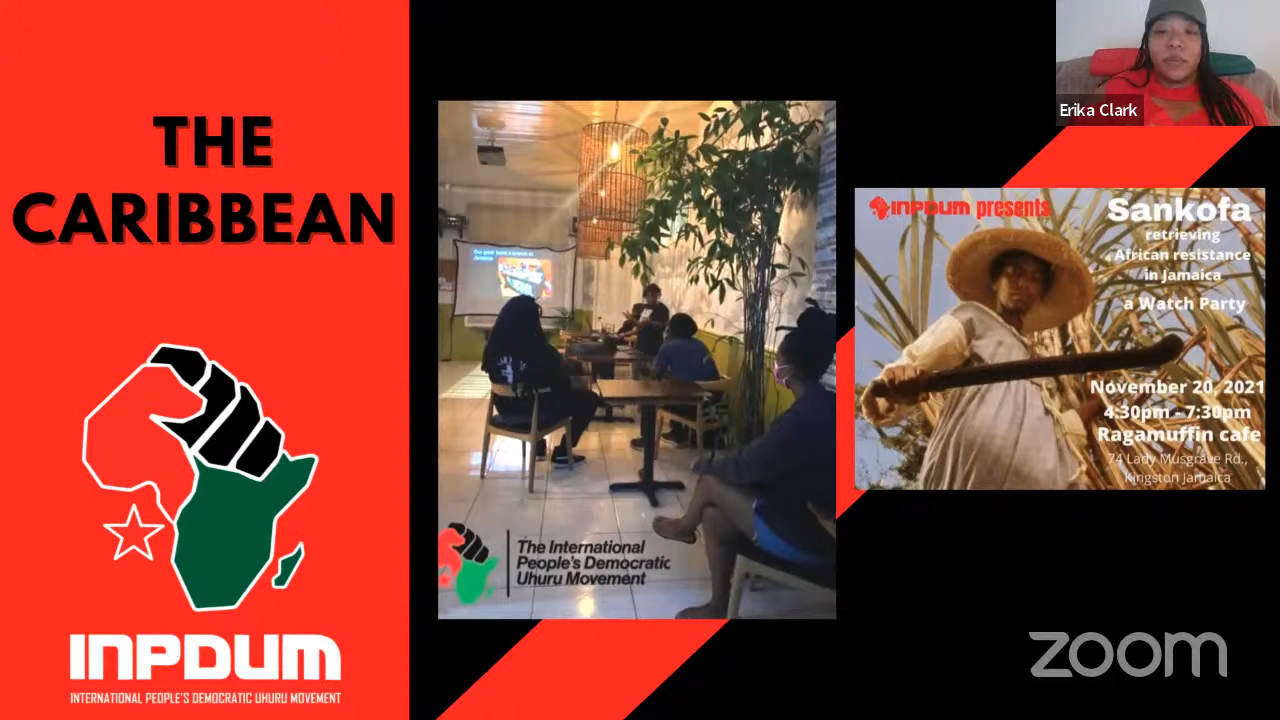 THE
CARIBBEAN
INPDUM
INTERNATIONAL PEOPLE'S DEMOCRATIC UHURU MOVEMENT
The International
People's Democratic
Uhuru Movement
Erika Clark
INPDUM presents
Sankofa
retrieving
African resistance
in Jamaica
a Watch Party
November 20, 2021
4:30pm - 7:30pm
Ragamuffin cafe
74 Lady Musgrave Rd.,
Kingston Jamaica
zoom